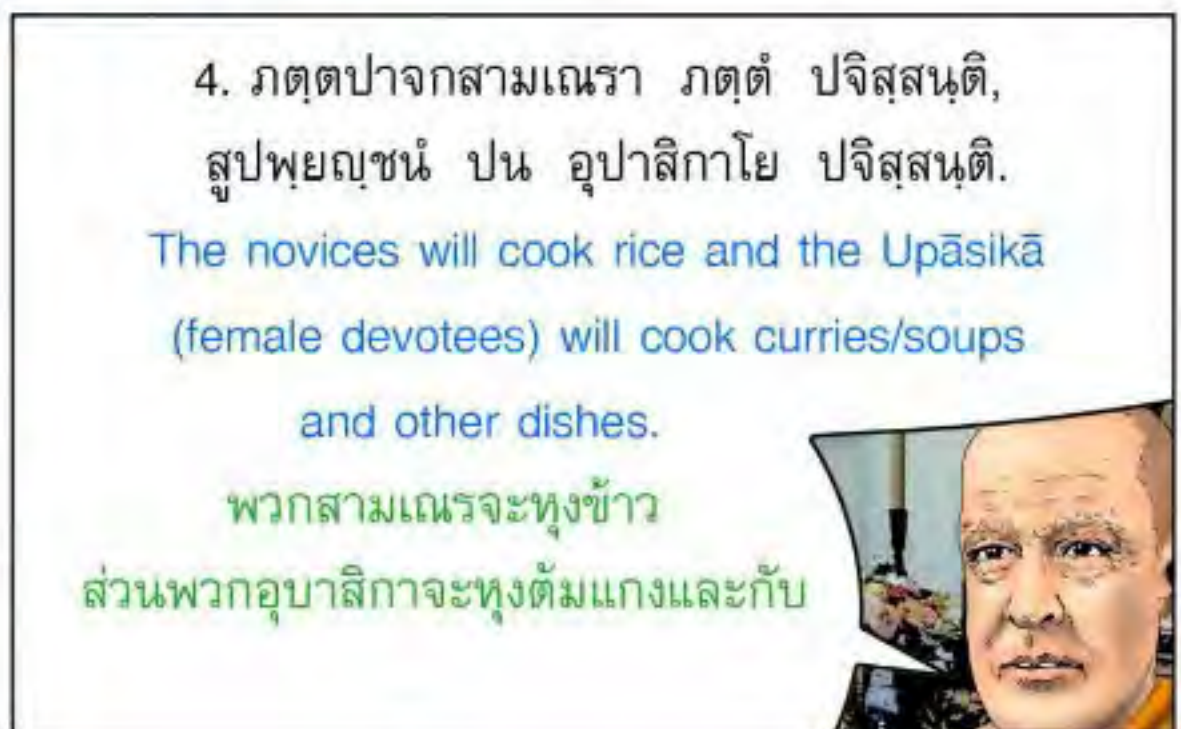 4. ภตฺตปาจกสามเณรา ภตฺตํ ปจิสฺสนฺติ,
สูปพฺยญฺชนํ ปน อุปาสิกาโย ปจิสฺสนฺติ.
The novices will cook rice and the Upāsikā
(female devotees) will cook curries/soups
and other dishes.
พวกสามเณรจะหุงข้าว
ส่วนพวกอุบาสิกาจะหุงต้มแกงและกับ